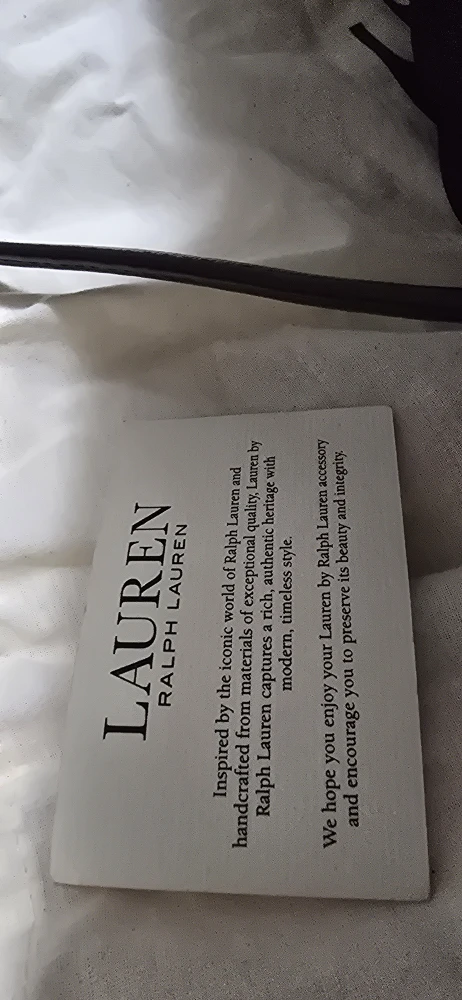 LAUREN
RALPH LAUREN
Inspired by the iconic world of Ralph Lauren and
handcrafted from materials of exceptional quality, Lauren by
Ralph Lauren captures a rich, authentic heritage with
modern, timeless style.
We hope you enjoy your Lauren by Ralph Lauren accessory
and encourage you to preserve its beauty and integrity.